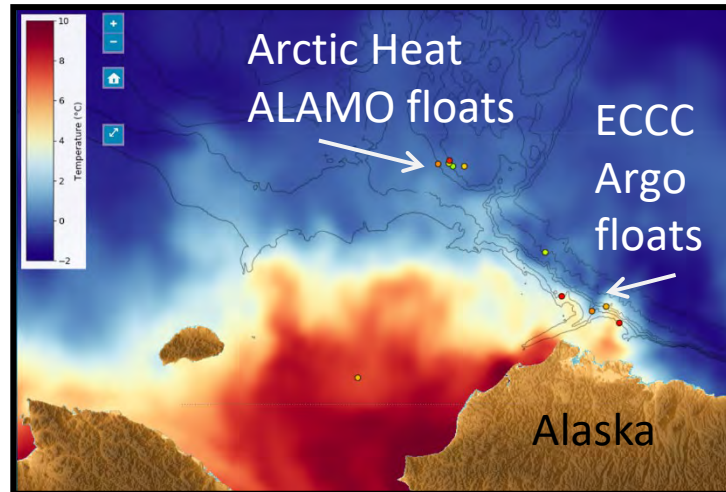 10
8
6
4
2
0
−2
Temperature (°C)
+
−
Arctic Heat
ALAMO floats
ECCC
Argo
floats
Alaska